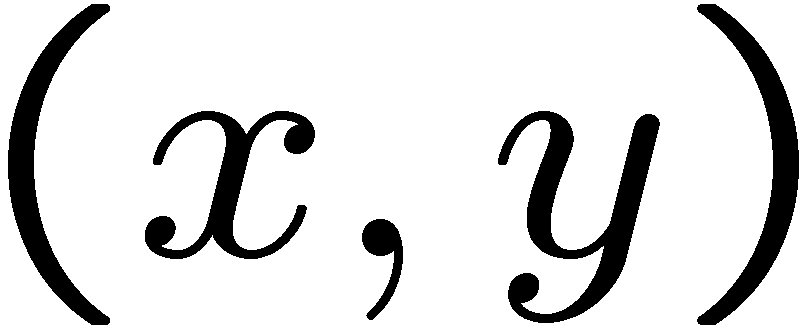 (x, y)